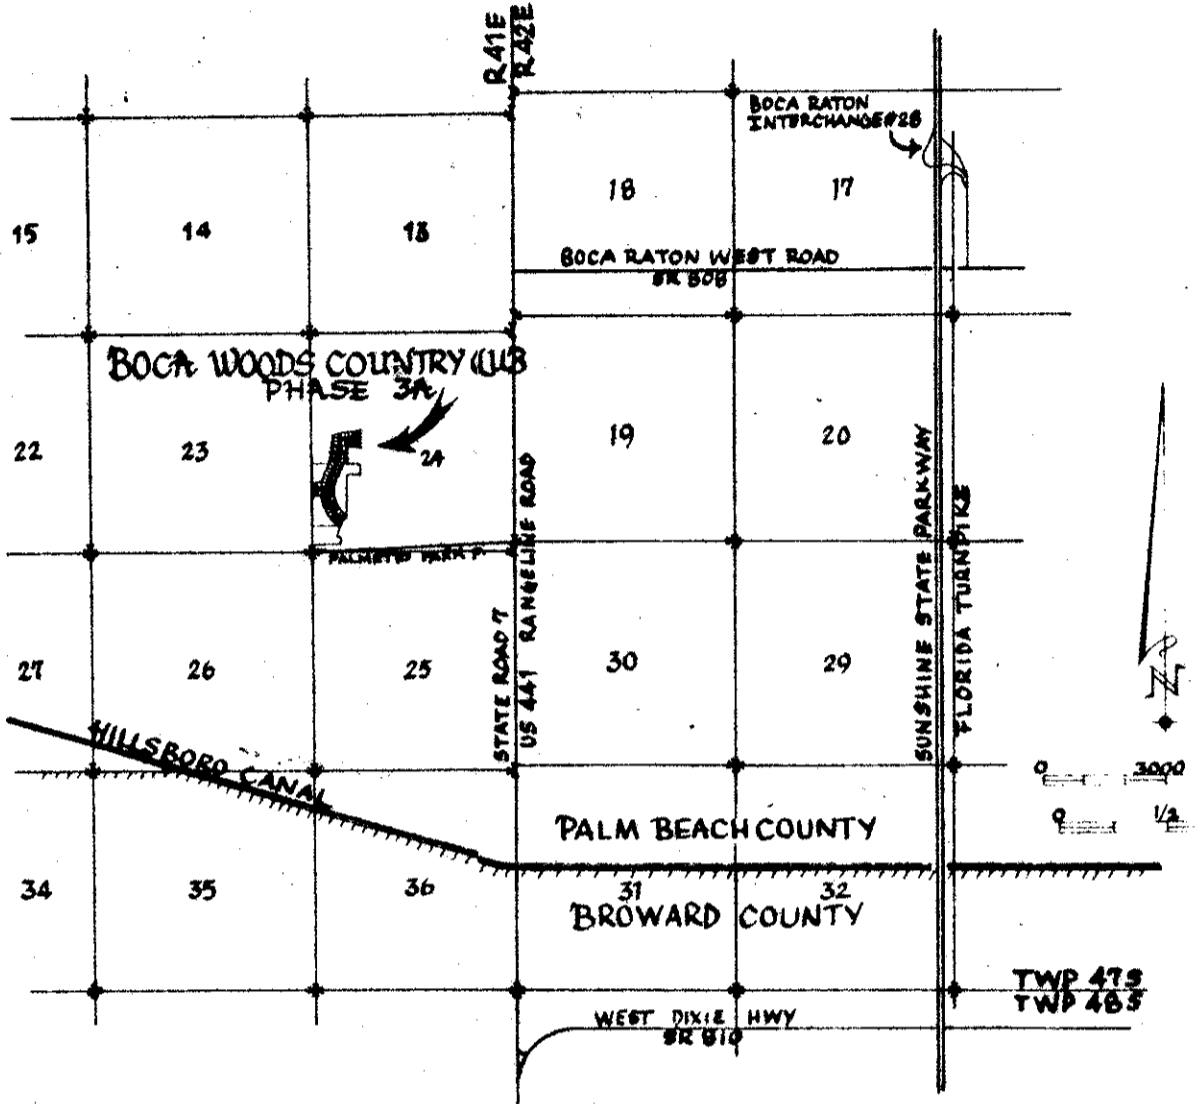 R41E
R42E
BOCA RATON
INTERCHANGE #28
18
17
15
14
13
BOCA RATON WEST ROAD
SR 808
BOCA WOODS COUNTRY CLUB
PHASE 3A
22
23
24
19
20
PALMETTO PARK
STATE ROAD 7
US 441 RANGELINE ROAD
SUNSHINE STATE PARKWAY
FLORIDA TURNPIKE
27
26
25
30
29
N
HILLSBORO CANAL
0 3000
0 1/2
PALM BEACH COUNTY
34
35
36
31
32
BROWARD COUNTY
TWP 47S
TWP 48S
WEST DIXIE HWY
SR 810